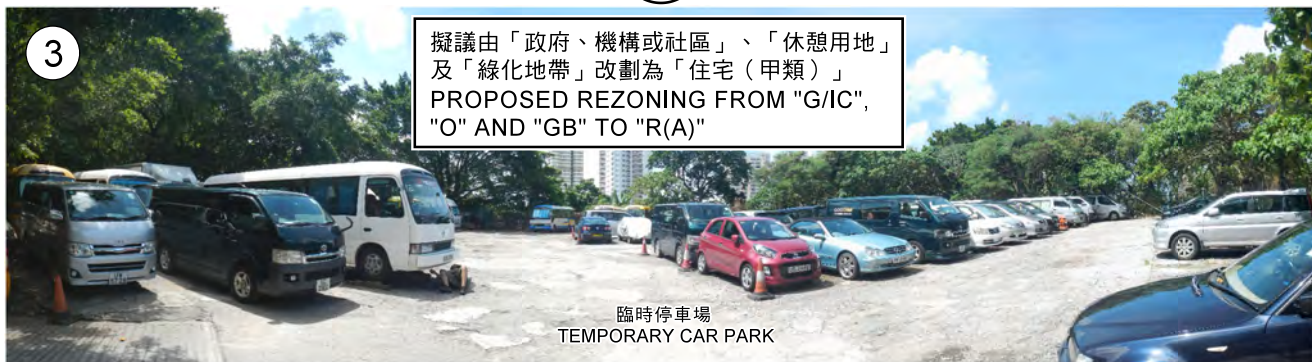 3
擬議由「政府、機構或社區」、「休憩用地」
及「綠化地帶」改劃為「住宅（甲類）」
PROPOSED REZONING FROM "G/IC",
"O" AND "GB" TO "R(A)"
臨時停車場
TEMPORARY CAR PARK